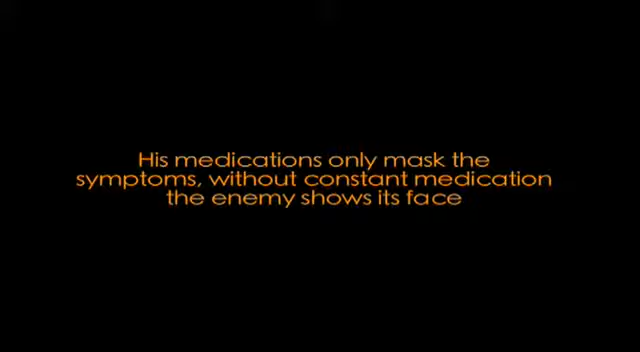 His medications only mask the
symptoms, without constant medication
the enemy shows its face